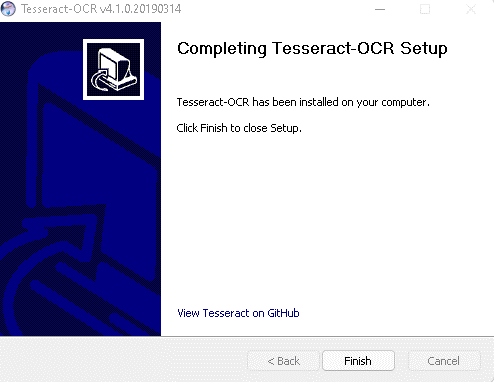 Tesseract-OCR v4.1.0.20190314
Completing Tesseract-OCR Setup
Tesseract-OCR has been installed on your computer.
Click Finish to close Setup.
View Tesseract on GitHub
< Back
Finish
Cancel